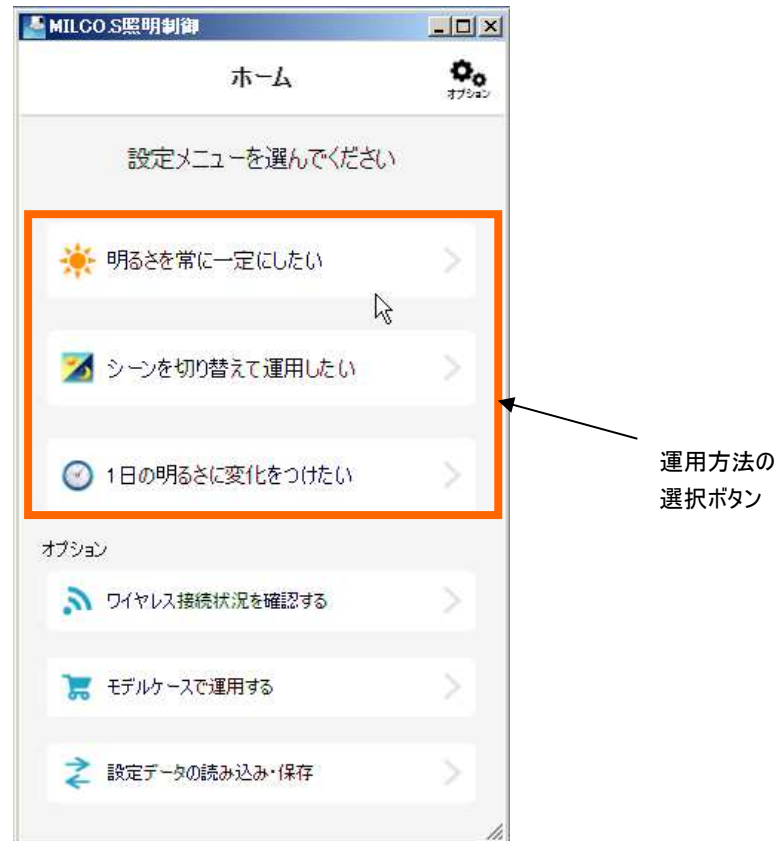 MILCO.S照明制御
ホーム
オプション
設定メニューを選んでください
明るさを常に一定にしたい
シーンを切り替えて運用したい
1日の明るさに変化をつけたい
運用方法の
選択ボタン
オプション
ワイヤレス接続状況を確認する
モデルケースで運用する
設定データの読み込み・保存